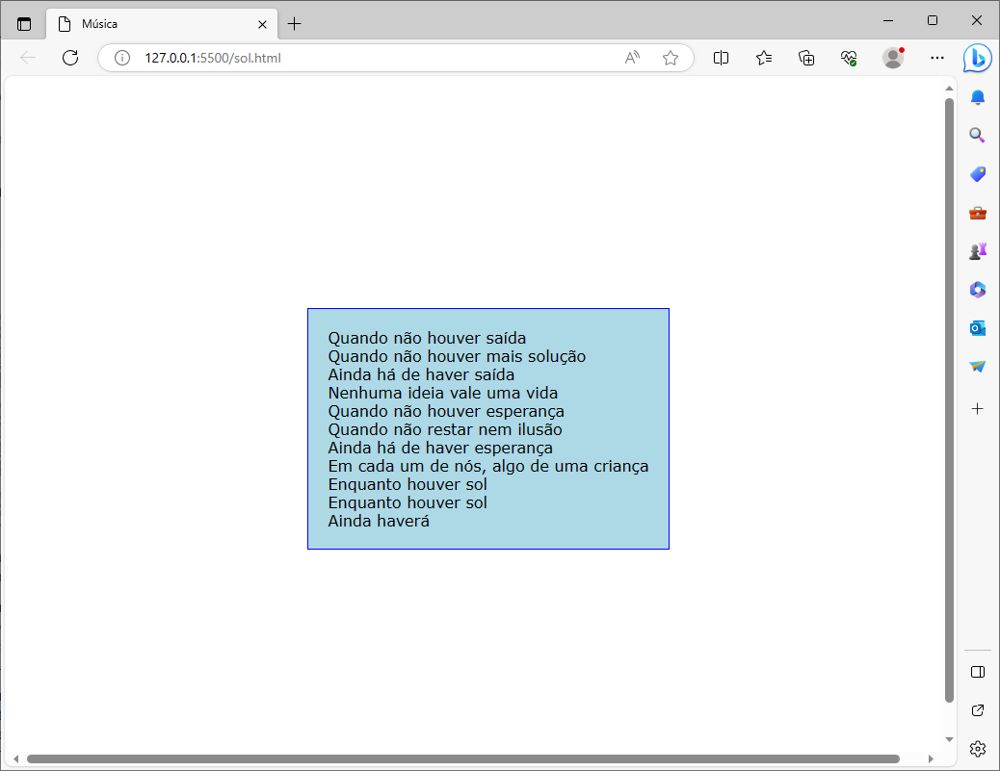 Música
127.0.0.1:5500/sol.html
Quando não houver saída
Quando não houver mais solução
Ainda há de haver saída
Nenhuma ideia vale uma vida
Quando não houver esperança
Quando não restar nem ilusão
Ainda há de haver esperança
Em cada um de nós, algo de uma criança
Enquanto houver sol
Enquanto houver sol
Ainda haverá